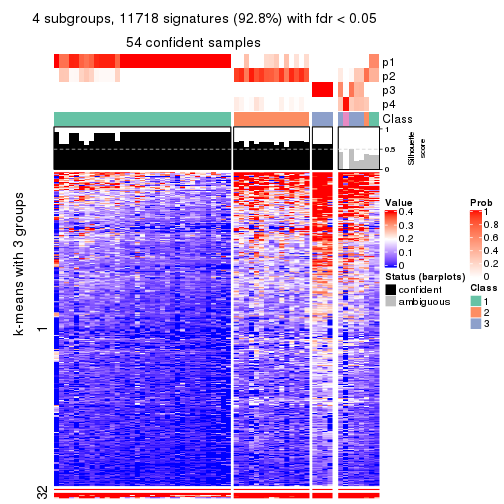 4 subgroups, 11718 signatures (92.8%) with fdr < 0.05
54 confident samples
p1
p2
p3
p4
Class
1
0.5
0
Silhouette
score
k-means with 3 groups
1
32
Value
0.4
0.3
0.2
0.1
0
Status (barplots)
confident
ambiguous
Prob
1
0.8
0.6
0.4
0.2
0
Class
1
2
3